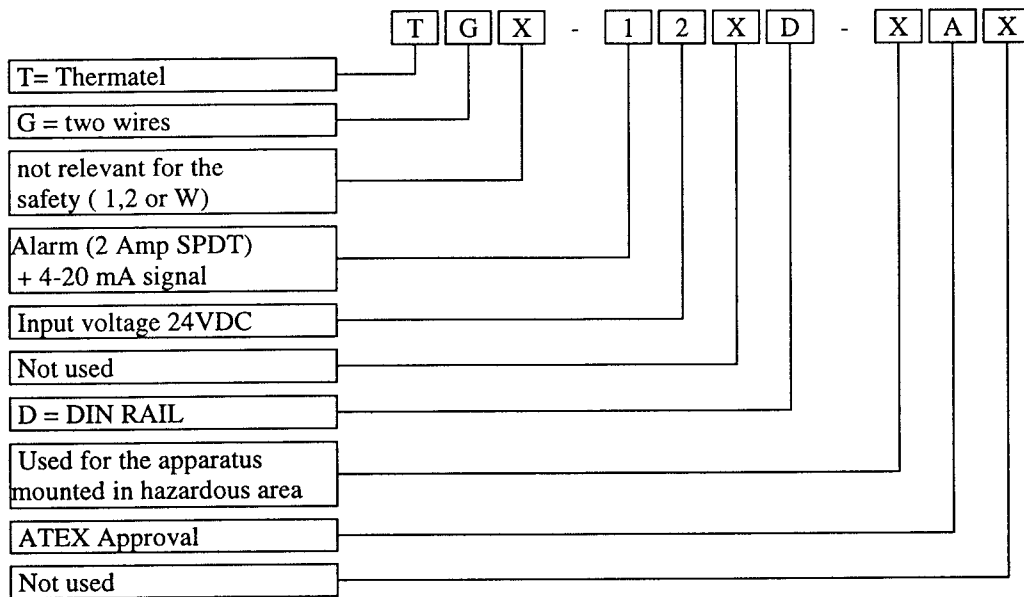 T G X - 1 2 X D - X A X
T= Thermatel
G = two wires
not relevant for the
safety ( 1,2 or W)
Alarm (2 Amp SPDT)
+ 4-20 mA signal
Input voltage 24VDC
Not used
D = DIN RAIL
Used for the apparatus
mounted in hazardous area
ATEX Approval
Not used